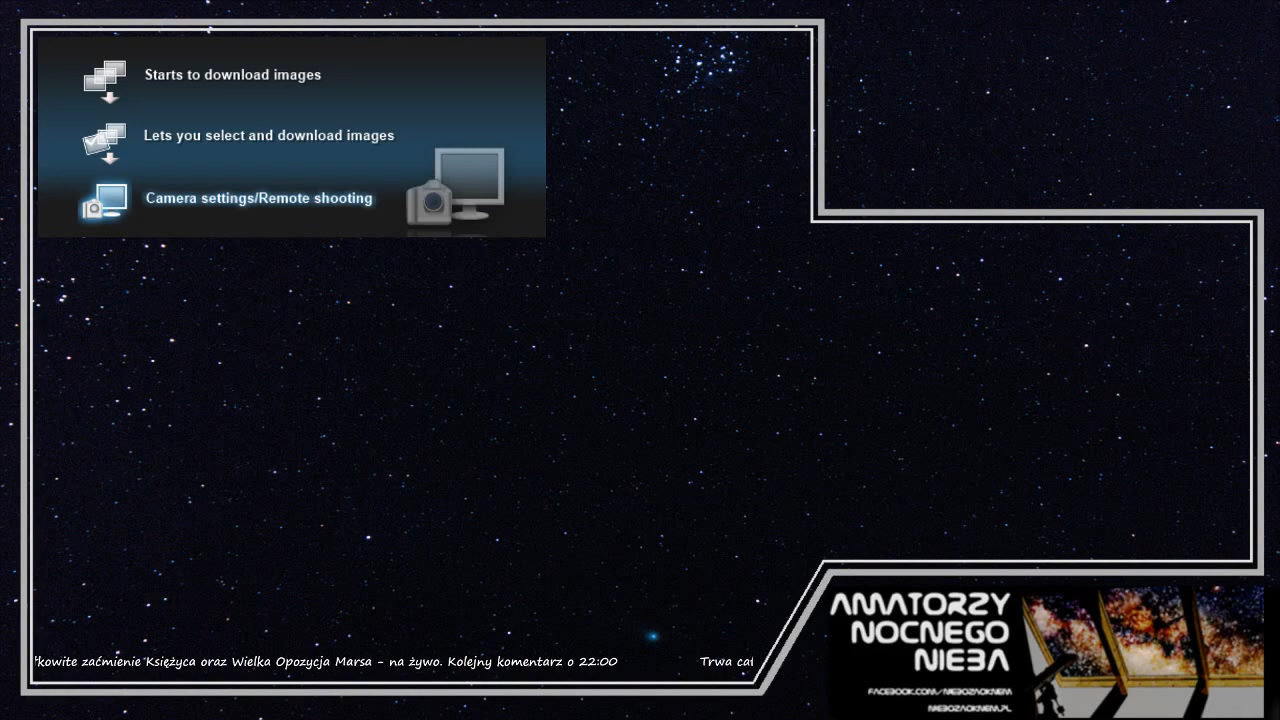 Starts to download images
Lets you select and download images
Camera settings/Remote shooting
kowite zaćmienie Księżyca oraz Wielka Opozycja Marsa - na żywo. Kolejny komentarz o 22:00 Trwa cał
AMATORZY
NOCNEGO
NIEBA
FACEBOOK.COM/NIEBOZAOKNEM
NIEBOZAOKNEM.PL